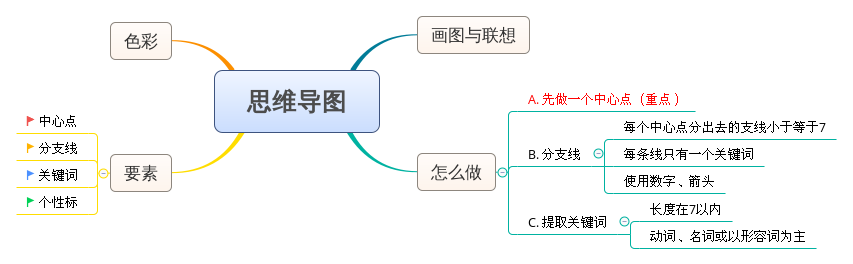 思维导图
色彩
要素
中心点
分支线
关键词
个性标
画图与联想
怎么做
A. 先做一个中心点（重点 ）
B. 分支线
每个中心点分出去的支线小于等于7
每条线只有一个关键词
使用数字、箭头
C. 提取关键词
长度在7以内
动词、名词或以形容词为主